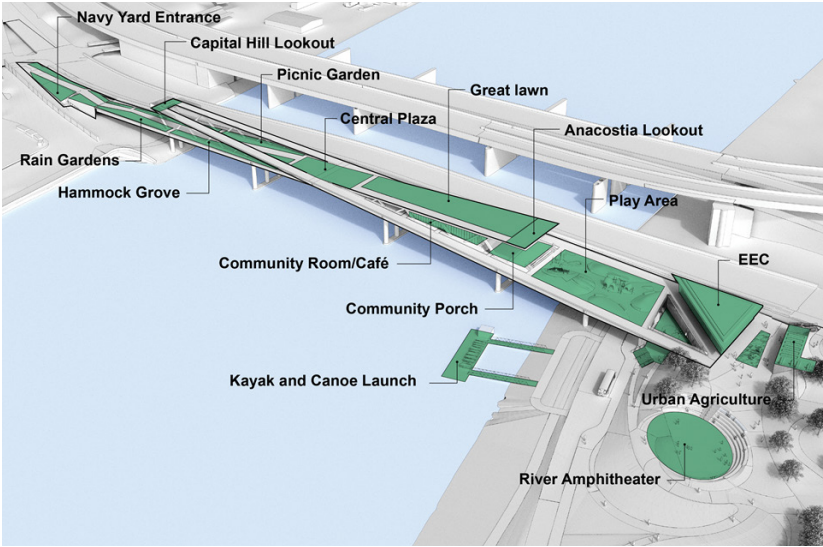 Navy Yard Entrance
Capital Hill Lookout
Picnic Garden
Great lawn
Central Plaza
Anacostia Lookout
Rain Gardens
Hammock Grove
Play Area
Community Room/Café
EEC
Community Porch
Kayak and Canoe Launch
Urban Agriculture
River Amphitheater